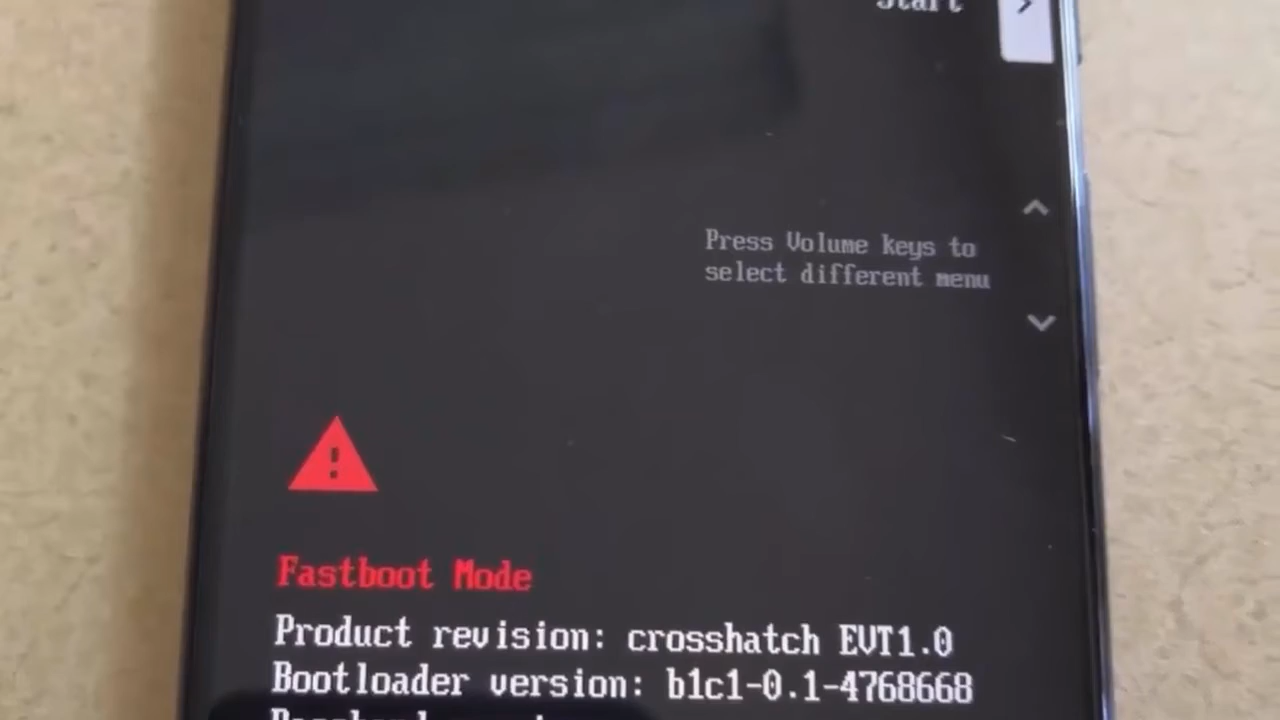 Start
Press Volume keys to
select different menu
Fastboot Mode
Product revision: crosshatch EVT1.0
Bootloader version: b1c1-0.1-4768668